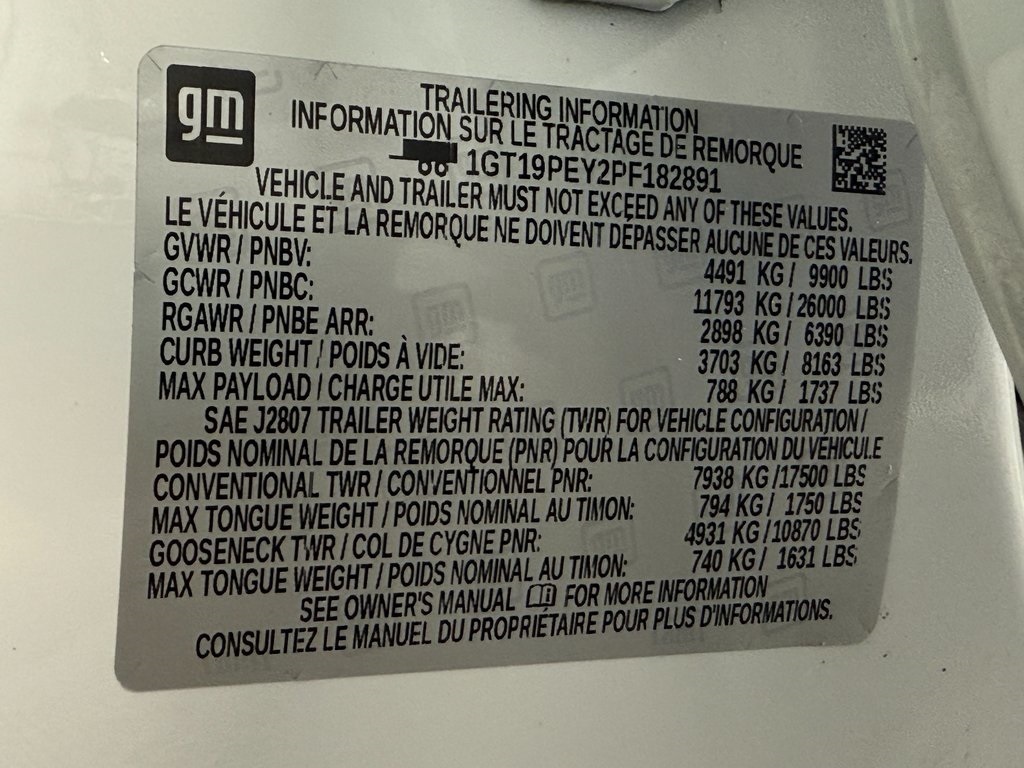 gm
TRAILERING INFORMATION
INFORMATION SUR LE TRACTAGE DE REMORQUE
1GT19PEY2PF182891
VEHICLE AND TRAILER MUST NOT EXCEED ANY OF THESE VALUES.
LE VÉHICULE ET LA REMORQUE NE DOIVENT DÉPASSER AUCUNE DE CES VALEURS.
GVWR / PNBV: 4491 KG / 9900 LBS
GCWR / PNBC: 11793 KG / 26000 LBS
RGAWR / PNBE ARR: 2898 KG / 6390 LBS
CURB WEIGHT / POIDS À VIDE: 3703 KG / 8163 LBS
MAX PAYLOAD / CHARGE UTILE MAX: 788 KG / 1737 LBS
SAE J2807 TRAILER WEIGHT RATING (TWR) FOR VEHICLE CONFIGURATION /
POIDS NOMINAL DE LA REMORQUE (PNR) POUR LA CONFIGURATION DU VÉHICULE
CONVENTIONAL TWR / CONVENTIONNEL PNR: 7938 KG /17500 LBS
MAX TONGUE WEIGHT / POIDS NOMINAL AU TIMON: 794 KG / 1750 LBS
GOOSENECK TWR / COL DE CYGNE PNR: 4931 KG /10870 LBS
MAX TONGUE WEIGHT / POIDS NOMINAL AU TIMON: 740 KG / 1631 LBS
SEE OWNER'S MANUAL FOR MORE INFORMATION
CONSULTEZ LE MANUEL DU PROPRIÉTAIRE POUR PLUS D'INFORMATIONS.